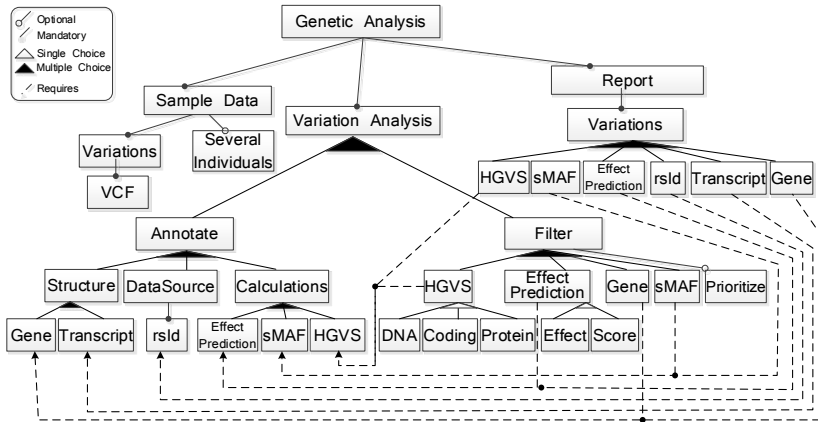 Optional
Mandatory
Single Choice
Multiple Choice
Requires
Genetic Analysis
Sample Data
Variation Analysis
Report
Variations
Several
Individuals
VCF
Variations
HGVS
sMAF
Effect
Prediction
rsId
Transcript
Gene
Annotate
Filter
Structure
DataSource
Calculations
HGVS
Effect
Prediction
Gene
sMAF
Prioritize
Gene
Transcript
rsId
Effect
Prediction
sMAF
HGVS
DNA
Coding
Protein
Effect
Score